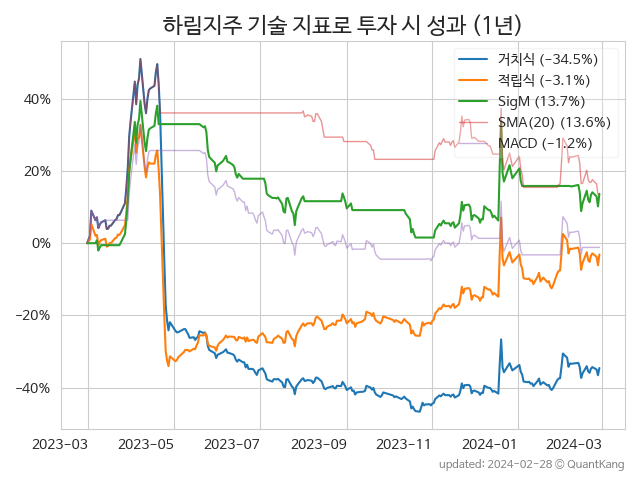 하림지주 기술 지표로 투자 시 성과 (1년)
거치식 (-34.5%)
적립식 (-3.1%)
SigM (13.7%)
SMA(20) (13.6%)
MACD (-1.2%)
40%
20%
0%
-20%
-40%
2023-03 2023-05 2023-07 2023-09 2023-11 2024-01 2024-03
updated: 2024-02-28 © QuantKang